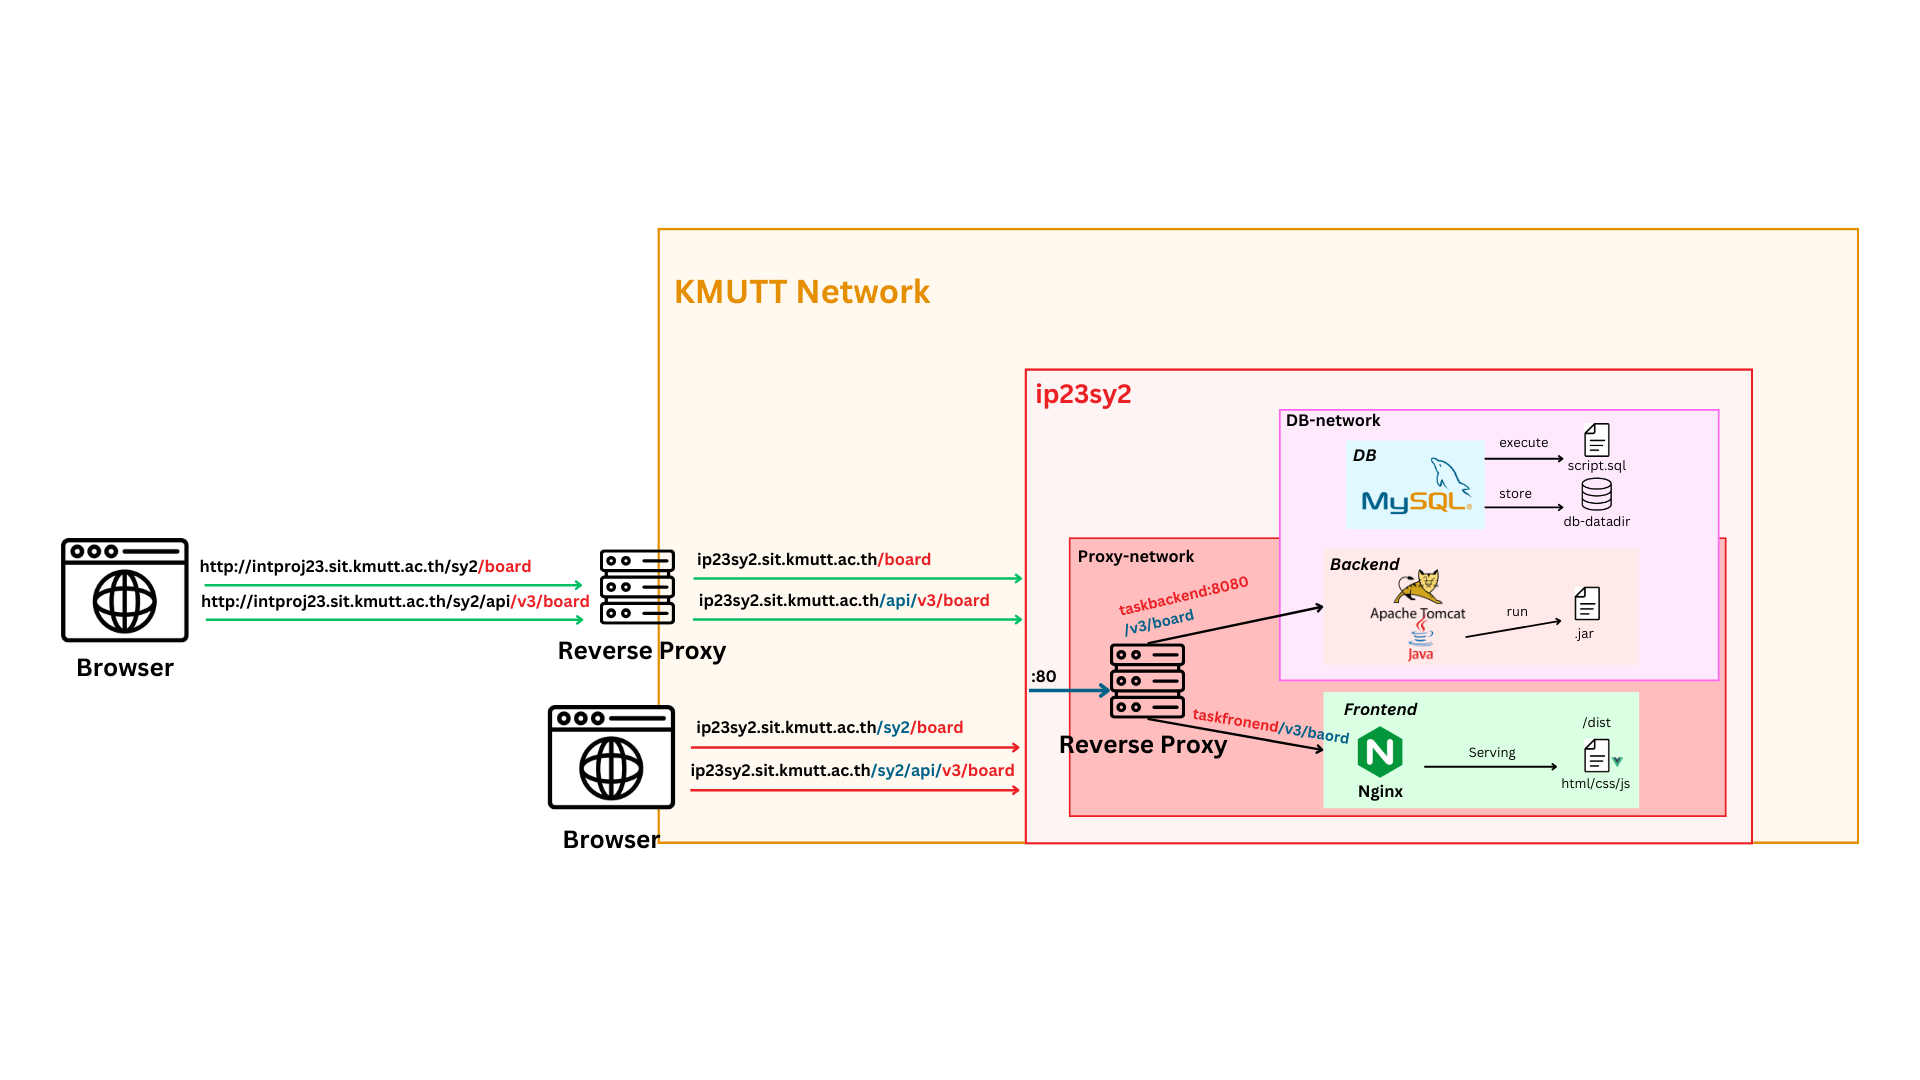 KMUTT Network
ip23sy2
DB-network
DB
MySQL
execute
script.sql
store
db-datadir
http://intproj23.sit.kmutt.ac.th/sy2/board
http://intproj23.sit.kmutt.ac.th/sy2/api/v3/board
Browser
Reverse Proxy
ip23sy2.sit.kmutt.ac.th/board
ip23sy2.sit.kmutt.ac.th/api/v3/board
Proxy-network
taskbackend:8080
/v3/board
Backend
Apache Tomcat
Java
run
.jar
:80
Reverse Proxy
taskfronend/v3/baord
Frontend
Nginx
Serving
/dist
html/css/js
ip23sy2.sit.kmutt.ac.th/sy2/board
ip23sy2.sit.kmutt.ac.th/sy2/api/v3/board
Browser